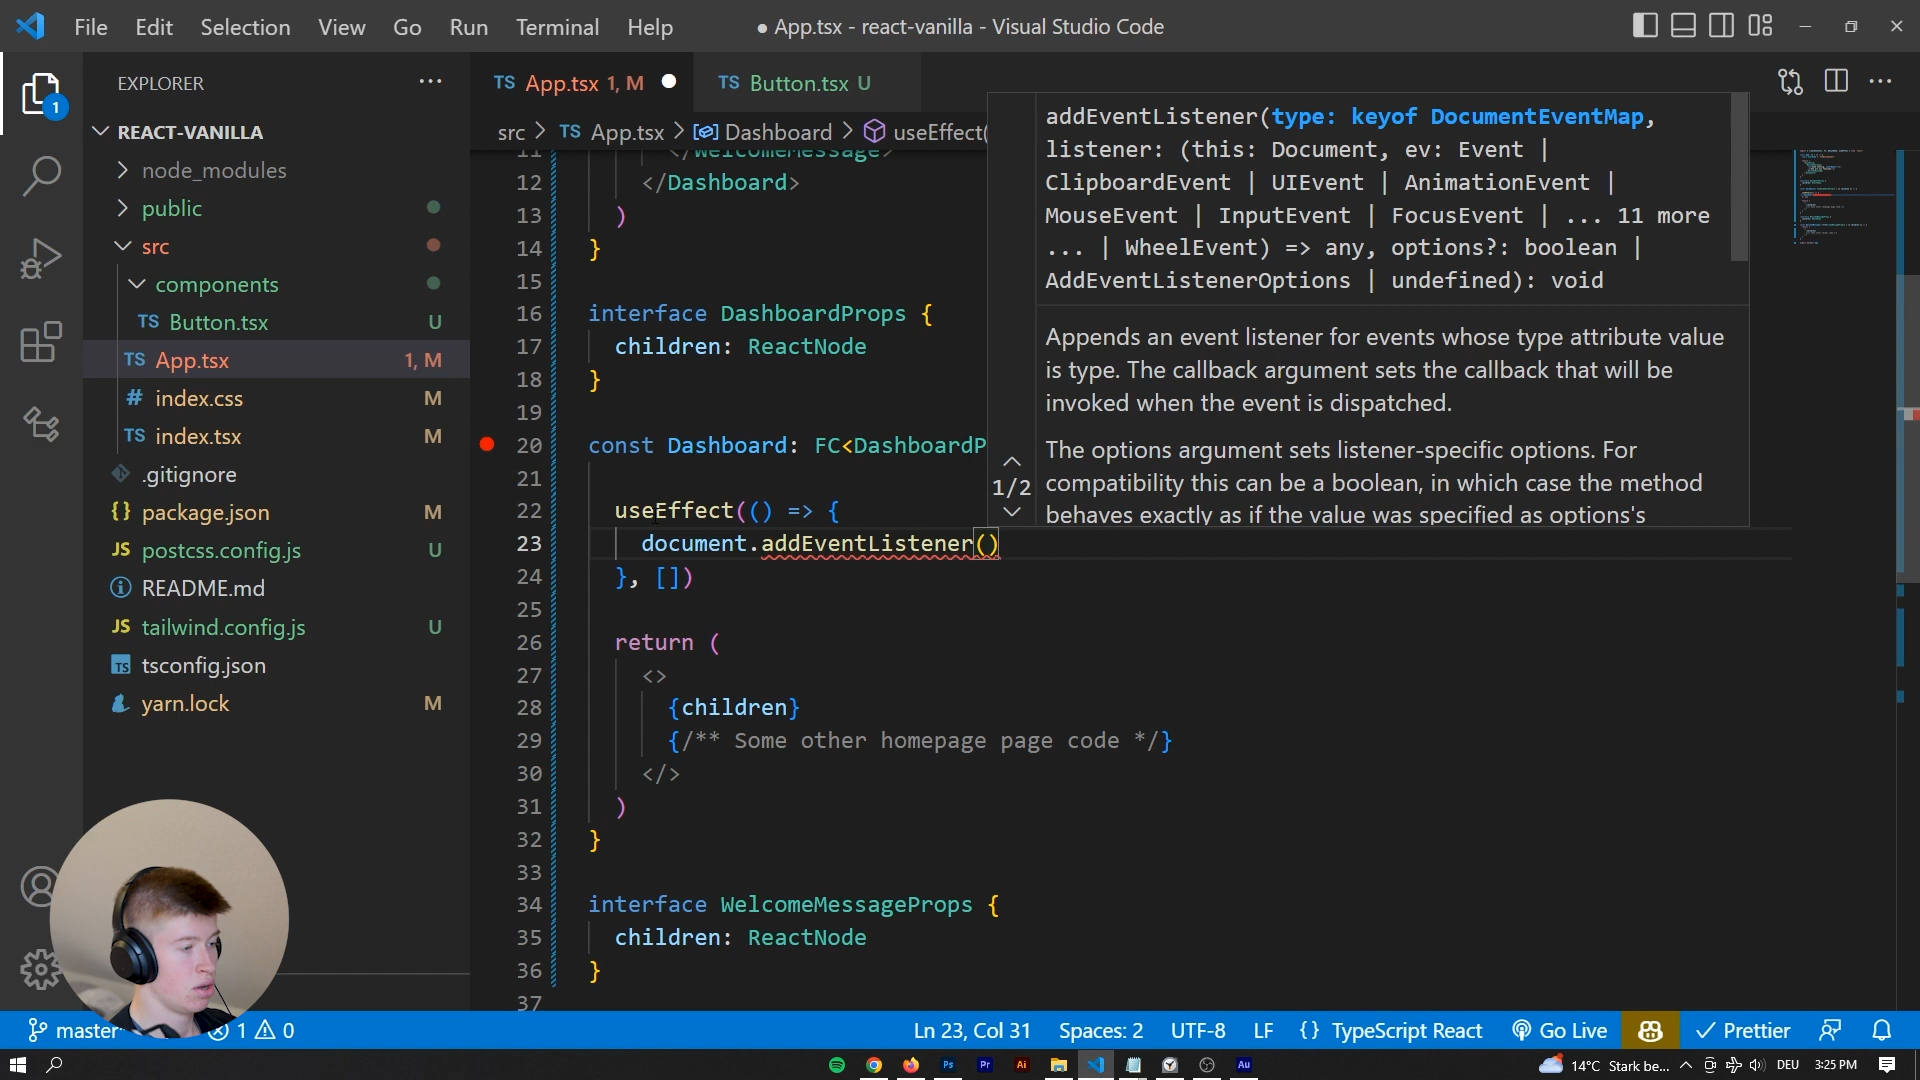 File Edit Selection View Go Run Terminal Help
● App.tsx - react-vanilla - Visual Studio Code
EXPLORER
REACT-VANILLA
node_modules
public
src
components
TS Button.tsx U
TS App.tsx 1, M
# index.css M
TS index.tsx M
.gitignore
{} package.json M
JS postcss.config.js U
README.md
JS tailwind.config.js U
TS tsconfig.json
yarn.lock M
1
TS App.tsx 1, M
TS Button.tsx U
src > TS App.tsx > Dashboard > useEffect(
11 </WelcomeMessage>
12 </Dashboard>
13 )
14 }
15
16 interface DashboardProps {
17 children: ReactNode
18 }
19
20 const Dashboard: FC<DashboardP
21
22 useEffect(() => {
23 document.addEventListener()
24 }, [])
25
26 return (
27 <>
28 {children}
29 {/** Some other homepage page code */}
30 </>
31 )
32 }
33
34 interface WelcomeMessageProps {
35 children: ReactNode
36 }
37
addEventListener(type: keyof DocumentEventMap,
listener: (this: Document, ev: Event |
ClipboardEvent | UIEvent | AnimationEvent |
MouseEvent | InputEvent | FocusEvent | ... 11 more
... | WheelEvent) => any, options?: boolean |
AddEventListenerOptions | undefined): void
Appends an event listener for events whose type attribute value
is type. The callback argument sets the callback that will be
invoked when the event is dispatched.
The options argument sets listener-specific options. For
compatibility this can be a boolean, in which case the method
behaves exactly as if the value was specified as options's
1/2
master* 1 0
Ln 23, Col 31 Spaces: 2 UTF-8 LF {} TypeScript React Go Live Prettier
Ps Pr Ai Au
14°C Stark be... DEU 3:25 PM